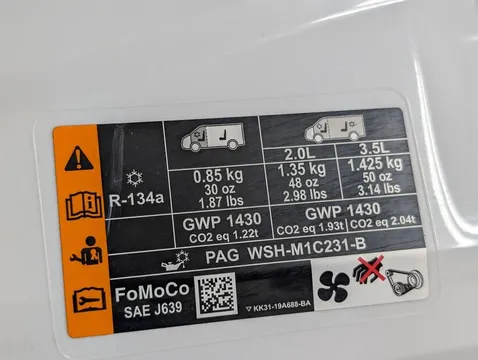 2.0L 3.5L
R-134a 0.85 kg 1.35 kg 1.425 kg
30 oz 48 oz 50 oz
1.87 lbs 2.98 lbs 3.14 lbs
GWP 1430 GWP 1430
CO2 eq 1.22t CO2 eq 1.93t CO2 eq 2.04t
PAG WSH-M1C231-B
FoMoCo
SAE J639
KK31-19A688-BA